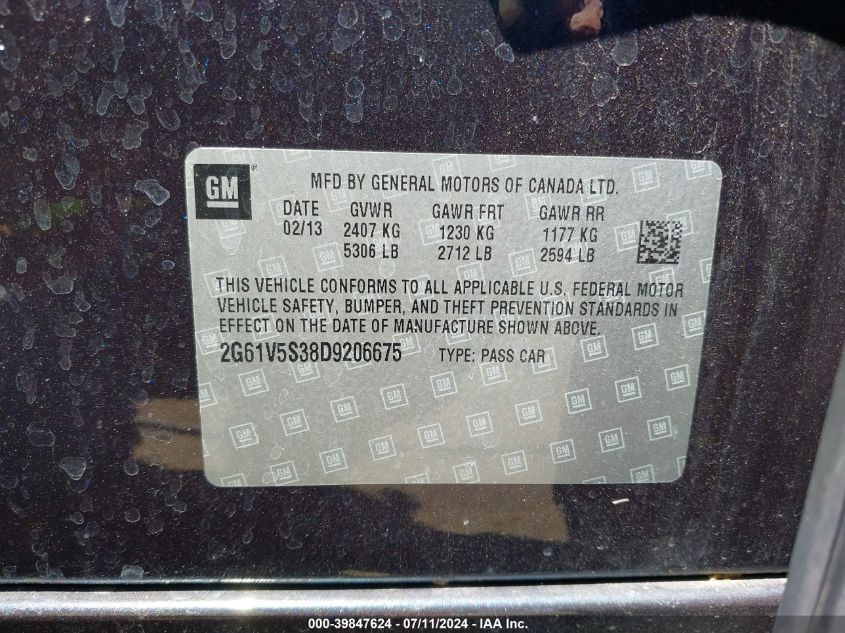 GM
MFD BY GENERAL MOTORS OF CANADA LTD.
DATE GVWR GAWR FRT GAWR RR
02/13 2407 KG 1230 KG 1177 KG
5306 LB 2712 LB 2594 LB
THIS VEHICLE CONFORMS TO ALL APPLICABLE U.S. FEDERAL MOTOR
VEHICLE SAFETY, BUMPER, AND THEFT PREVENTION STANDARDS IN
EFFECT ON THE DATE OF MANUFACTURE SHOWN ABOVE.
2G61V5S38D9206675 TYPE: PASS CAR
000-39847624 - 07/11/2024 - IAA Inc.